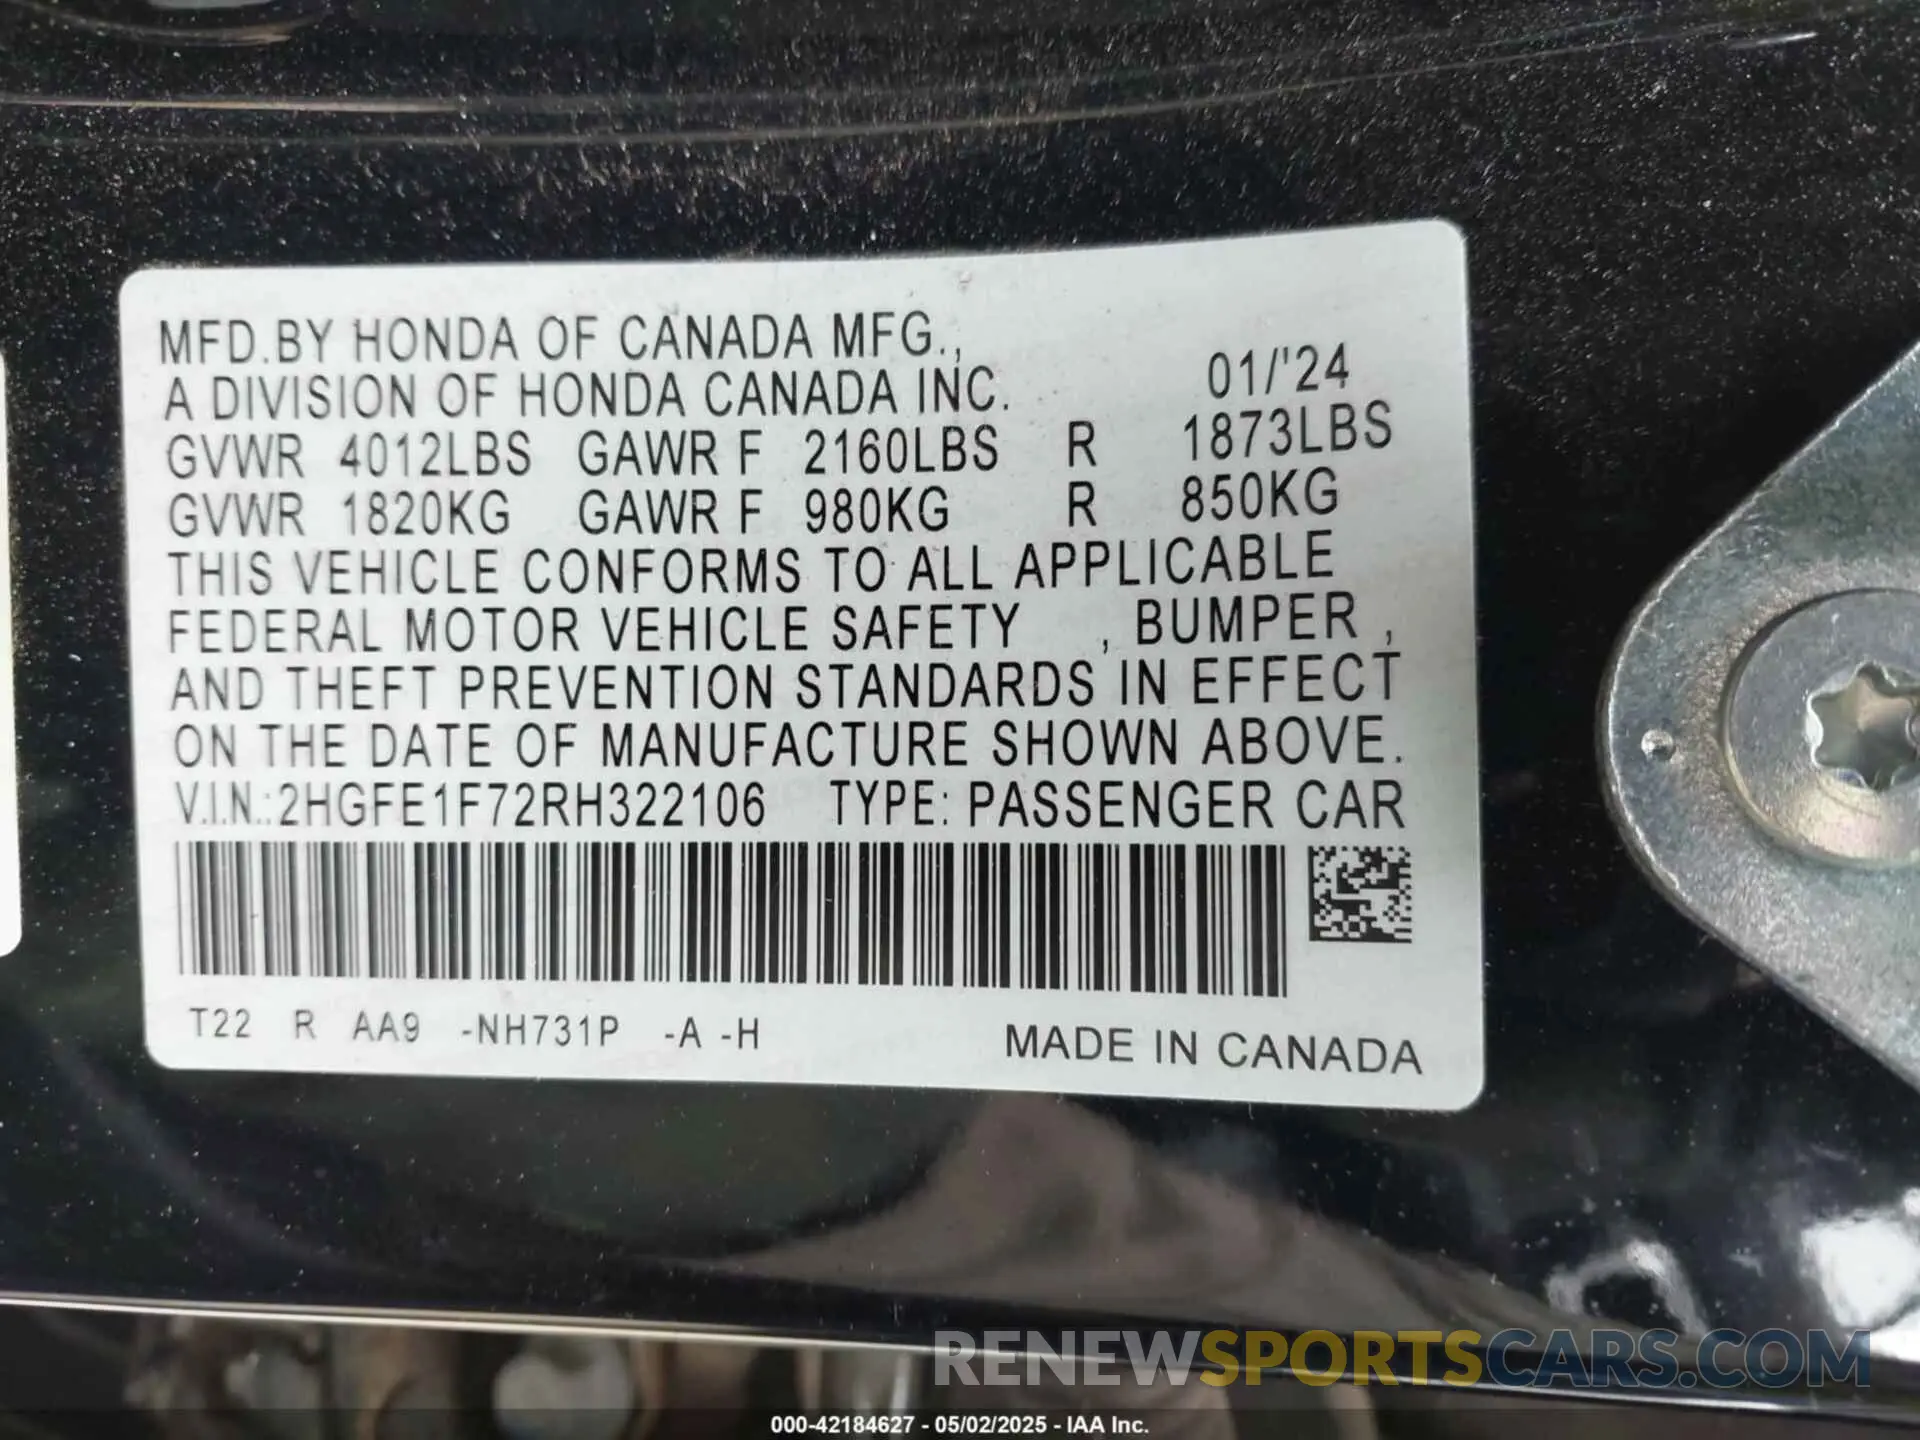 MFD.BY HONDA OF CANADA MFG.,
A DIVISION OF HONDA CANADA INC. 01/'24
GVWR 4012LBS GAWR F 2160LBS R 1873LBS
GVWR 1820KG GAWR F 980KG R 850KG
THIS VEHICLE CONFORMS TO ALL APPLICABLE
FEDERAL MOTOR VEHICLE SAFETY , BUMPER ,
AND THEFT PREVENTION STANDARDS IN EFFECT
ON THE DATE OF MANUFACTURE SHOWN ABOVE.
V.I.N.:2HGFE1F72RH322106 TYPE: PASSENGER CAR
T22 R AA9 -NH731P -A -H MADE IN CANADA
RENEWSPORTSCARS.COM
000-42184627 - 05/02/2025 - IAA Inc.